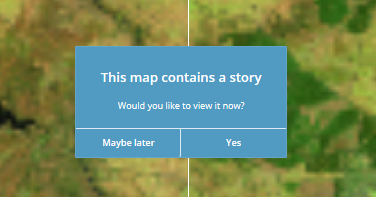 This map contains a story
Would you like to view it now?
Maybe later
Yes